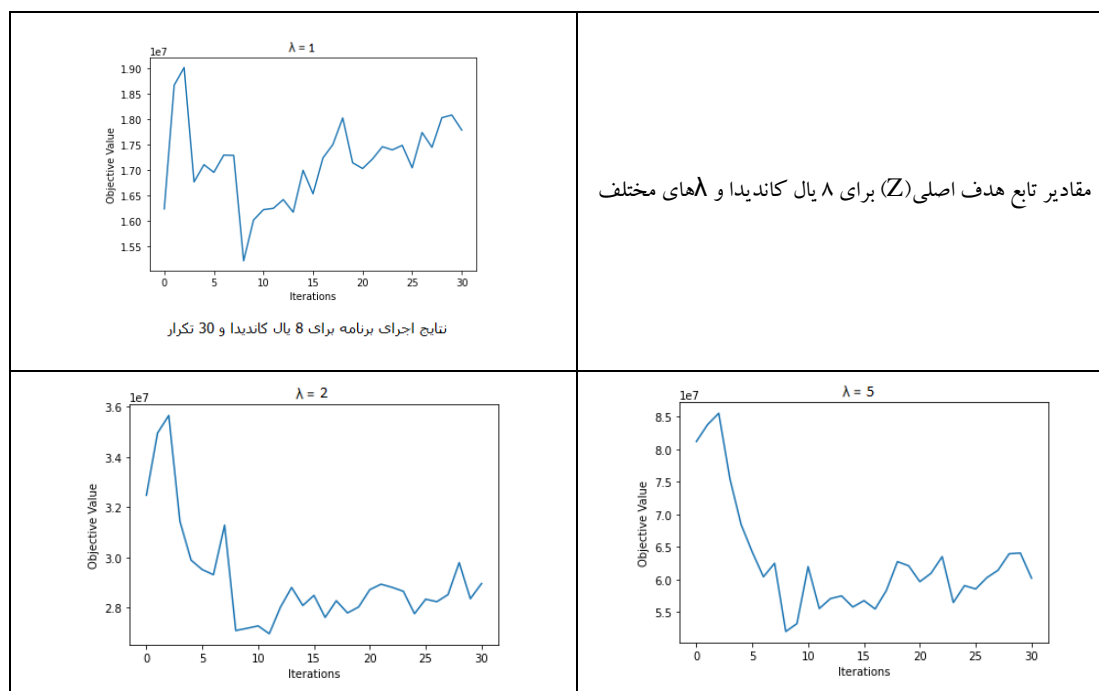 مقادیر تابع هدف اصلی(Z) برای ۸ یال کاندیدا و λهای مختلف
λ = 1
1e7
1.90
1.85
1.80
1.75
1.70
1.65
1.60
1.55
Objective Value
0 5 10 15 20 25 30
Iterations
نتایج اجرای برنامه برای 8 یال کاندیدا و 30 تکرار
λ = 2
1e7
3.6
3.4
3.2
3.0
2.8
Objective Value
0 5 10 15 20 25 30
Iterations
λ = 5
1e7
8.5
8.0
7.5
7.0
6.5
6.0
5.5
Objective Value
0 5 10 15 20 25 30
Iterations